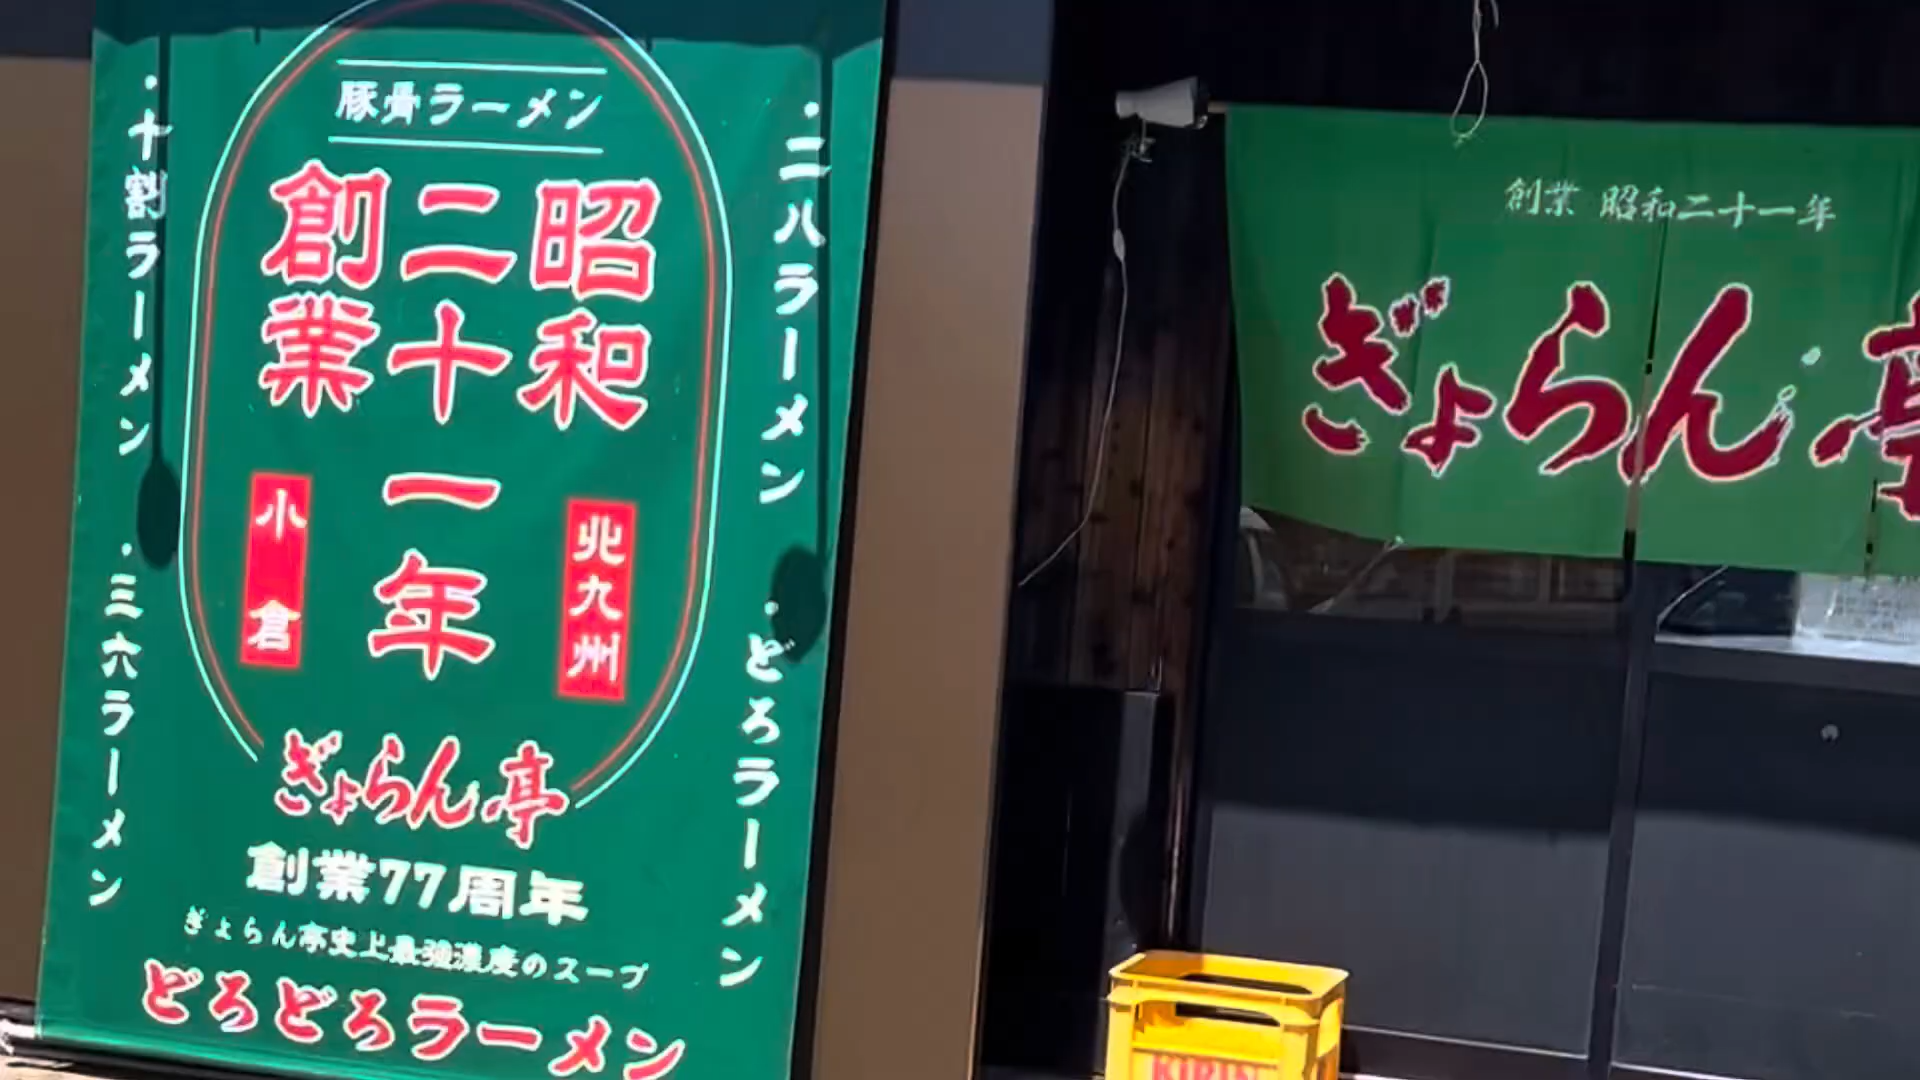 豚骨ラーメン
昭和
二十一年
創業
北九州
小倉
ぎょらん亭
創業77周年
ぎょらん亭史上最強濃度のスープ
どろどろラーメン
・二八ラーメン
・どろラーメン
・十割ラーメン
・三六ラーメン
創業 昭和二十一年
ぎょらん亭
KIRIN